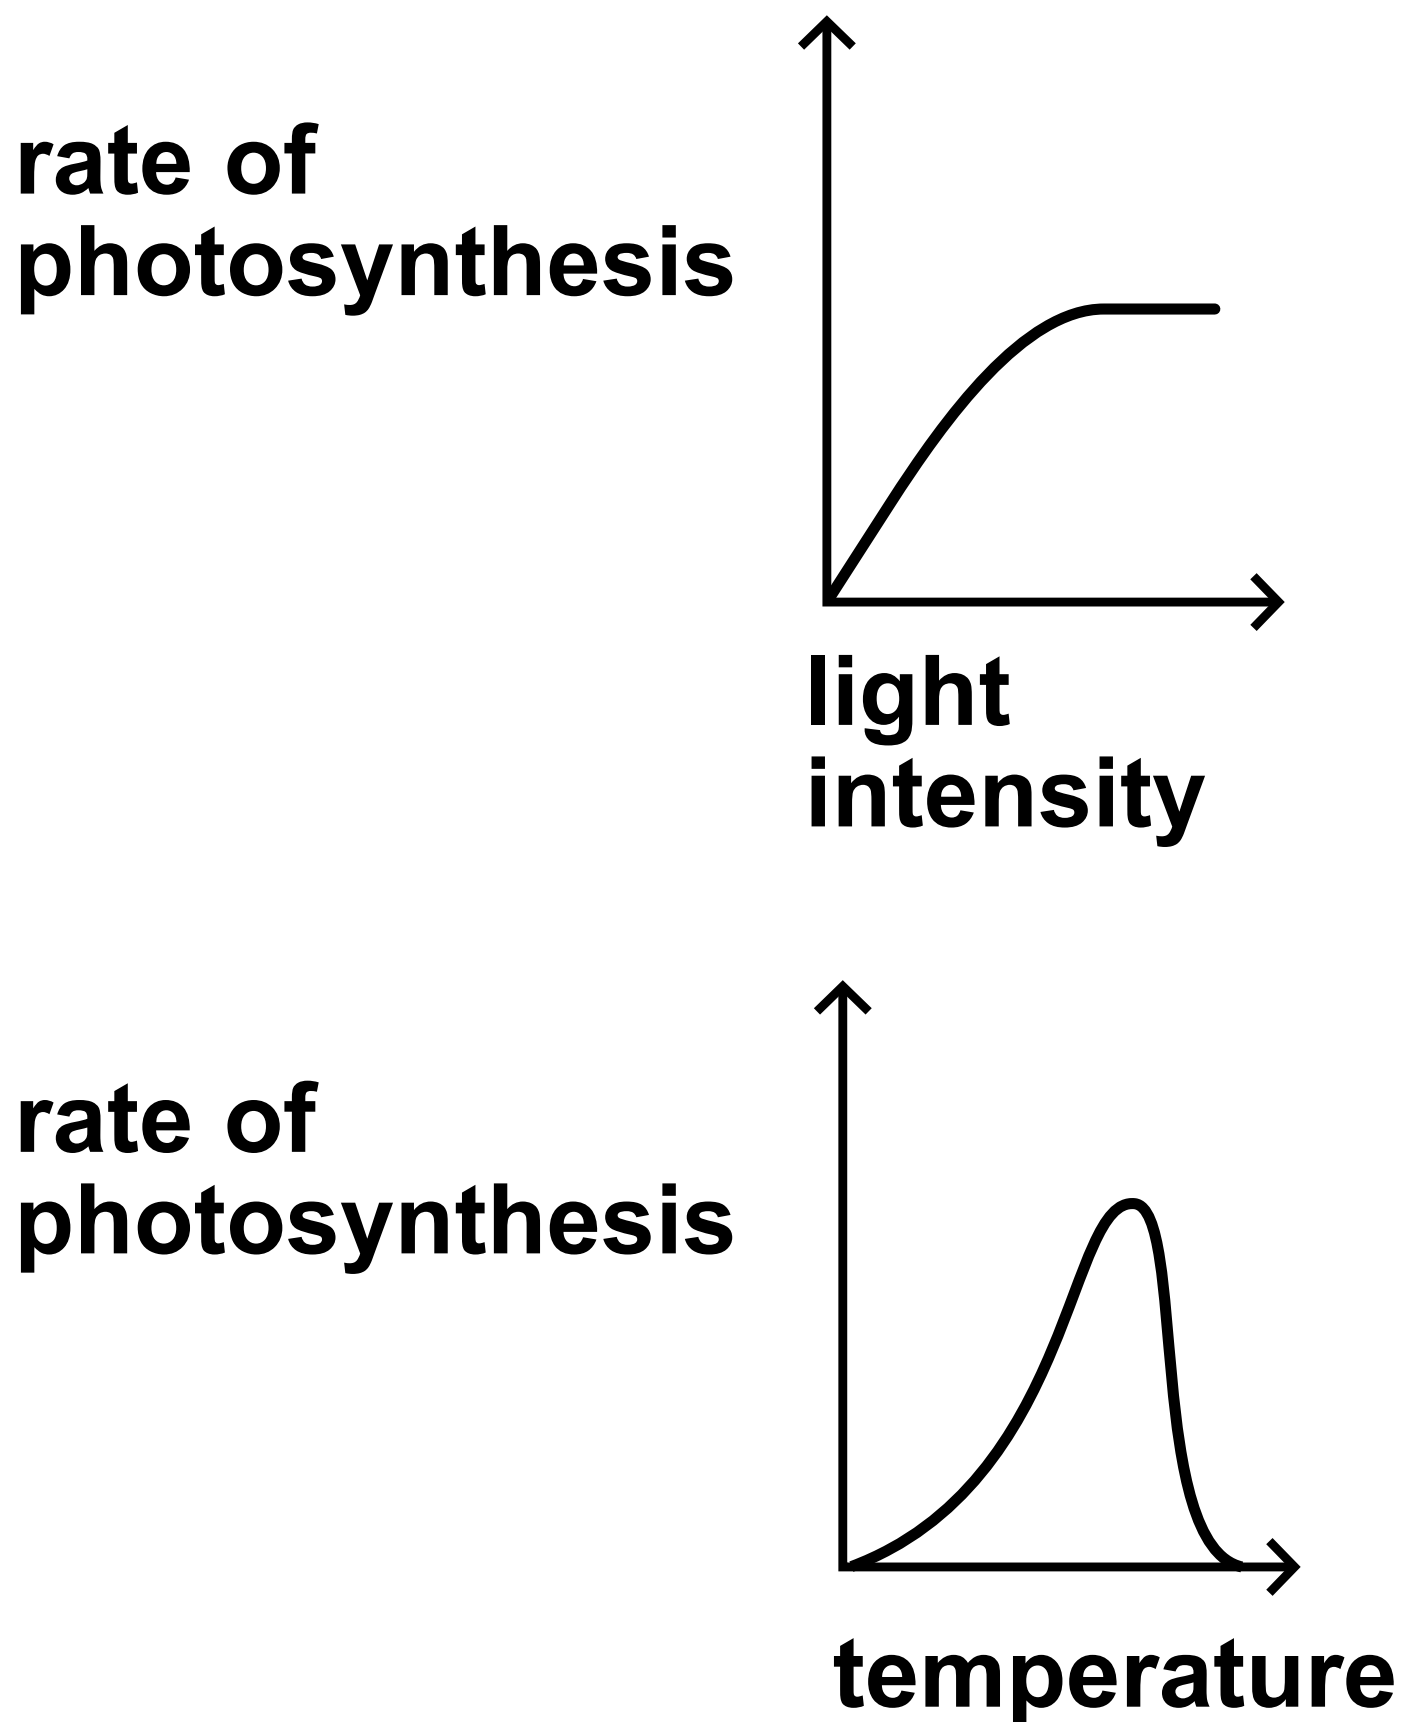 rate of
photosynthesis
light
intensity
rate of
photosynthesis
temperature